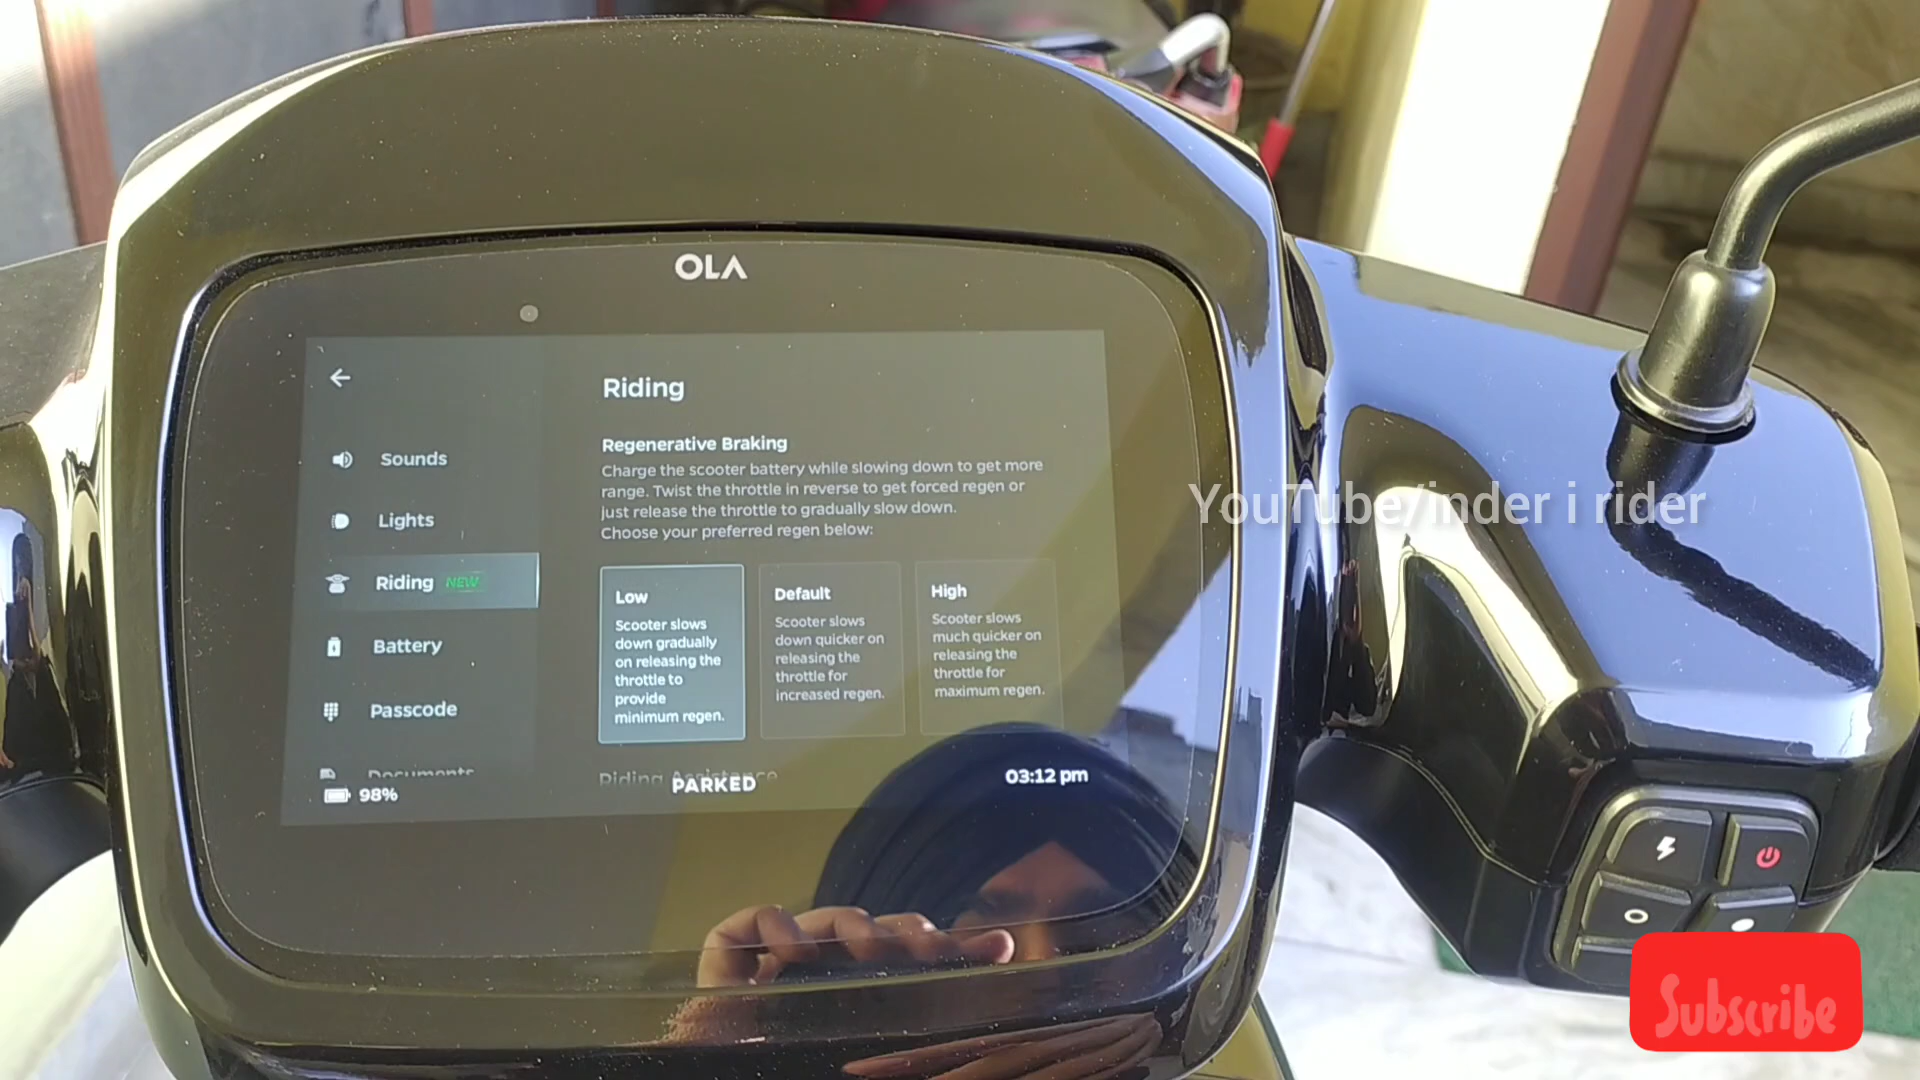 OLA
Riding
Regenerative Braking
Charge the scooter battery while slowing down to get more
range. Twist the throttle in reverse to get forced regen or
just release the throttle to gradually slow down.
Choose your preferred regen below:
Sounds
Lights
Riding NEW
Battery
Passcode
Documents
Low
Scooter slows
down gradually
on releasing the
throttle to
provide
minimum regen.
Default
Scooter slows
down quicker on
releasing the
throttle for
increased regen.
High
Scooter slows
much quicker on
releasing the
throttle for
maximum regen.
Riding Assistance
98%
PARKED
03:12 pm
YouTube/inder i rider
Subscribe